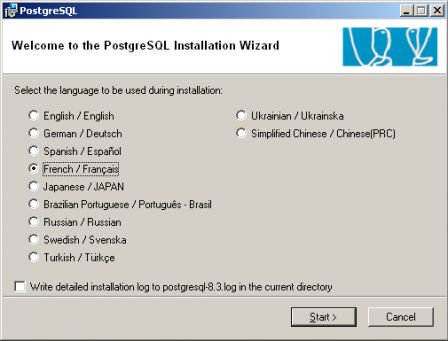 PostgreSQL
Welcome to the PostgreSQL Installation Wizard
Select the language to be used during installation:
English / English
German / Deutsch
Spanish / Español
French / Français
Japanese / JAPAN
Brazilian Portuguese / Português - Brasil
Russian / Russian
Swedish / Svenska
Turkish / Türkçe
Ukrainian / Ukrainska
Simplified Chinese / Chinese(PRC)
Write detailed installation log to postgresql-8.3.log in the current directory
Start >
Cancel